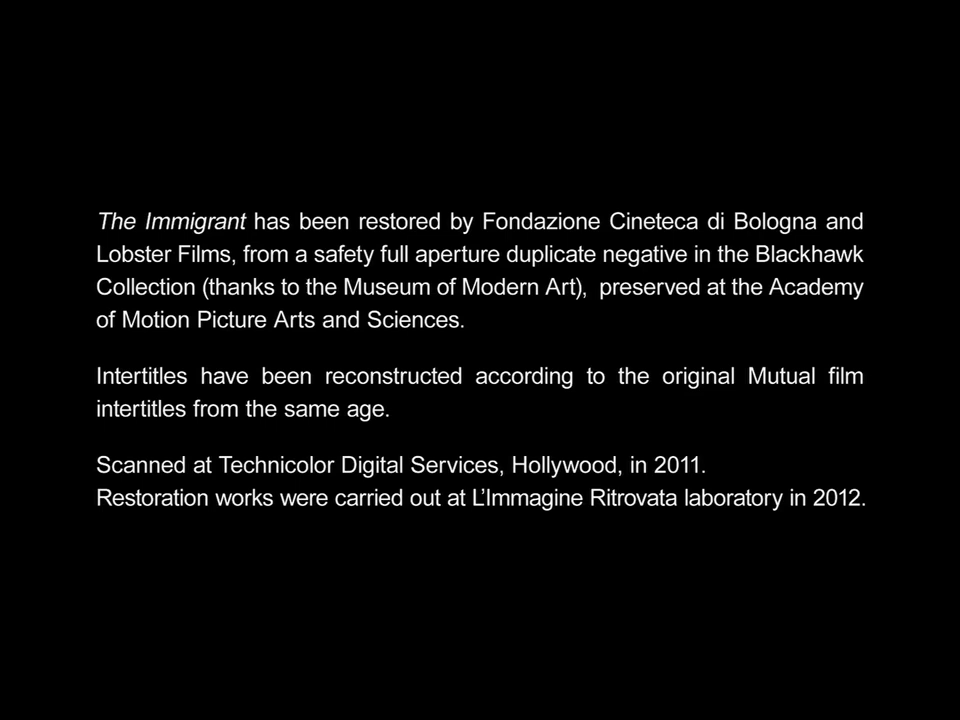 The Immigrant has been restored by Fondazione Cineteca di Bologna and
Lobster Films, from a safety full aperture duplicate negative in the Blackhawk
Collection (thanks to the Museum of Modern Art),  preserved at the Academy
of Motion Picture Arts and Sciences.
Intertitles have been reconstructed according to the original Mutual film
intertitles from the same age.
Scanned at Technicolor Digital Services, Hollywood, in 2011.
Restoration works were carried out at L’Immagine Ritrovata laboratory in 2012.